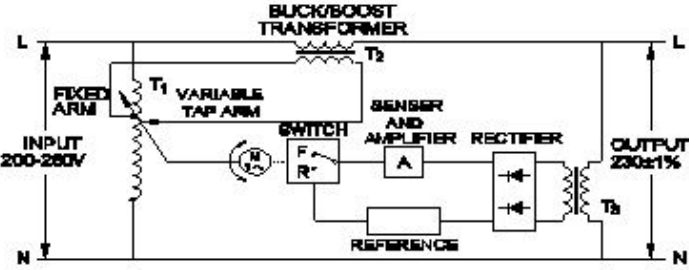 BUCK/BOOST
TRANSFORMER
L
L
T2
T1
FIXED
ARM
VARIABLE
TAP ARM
SENSER
AND
AMPLIFIER
SWITCH
RECTIFIER
INPUT
200-260V
M
1~
F
R
A
OUTPUT
230±1%
T3
REFERENCE
N
N